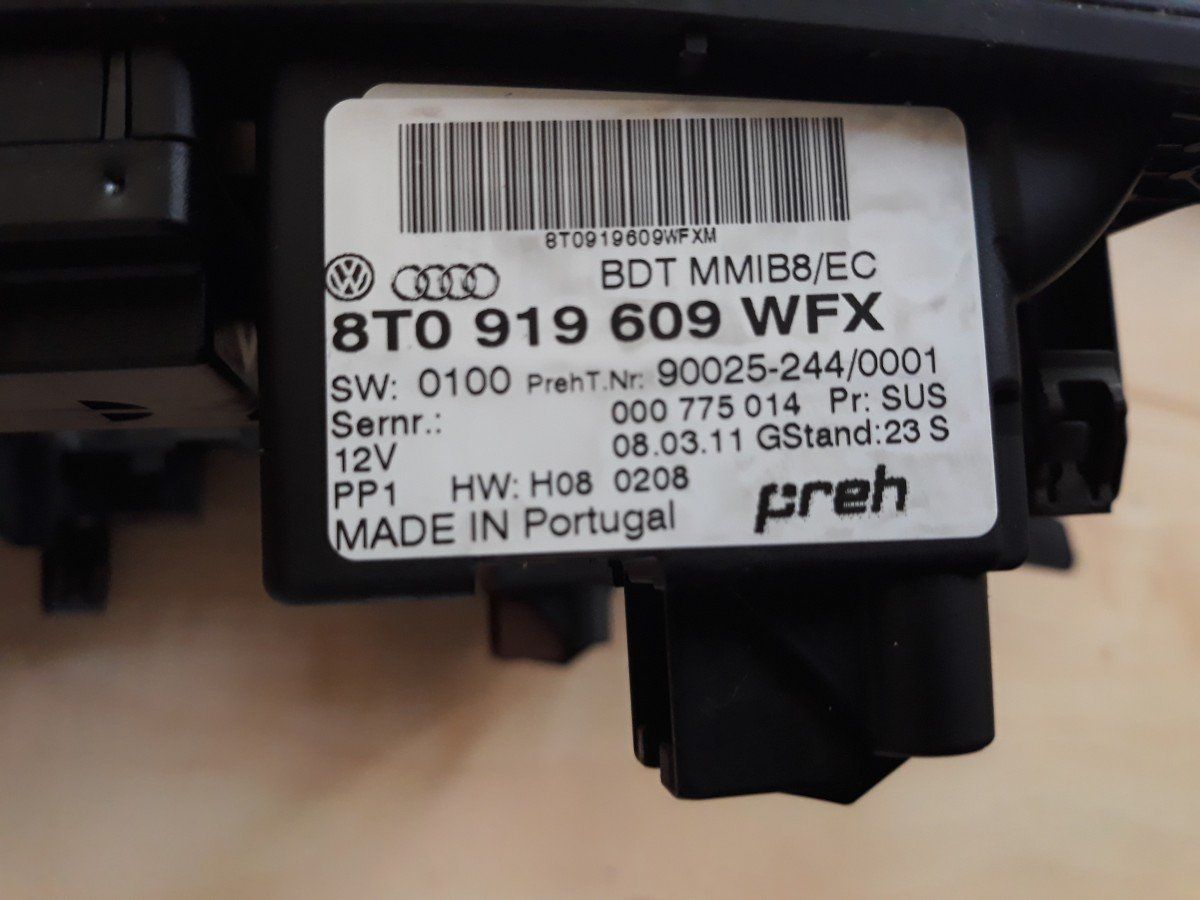 8T0919609WFXM
BDT MMIB8/EC
8T0 919 609 WFX
SW: 0100 PrehT.Nr: 90025-244/0001
Sernr.: 000 775 014 Pr: SUS
12V 08.03.11 GStand:23 S
PP1 HW: H08 0208
MADE IN Portugal preh